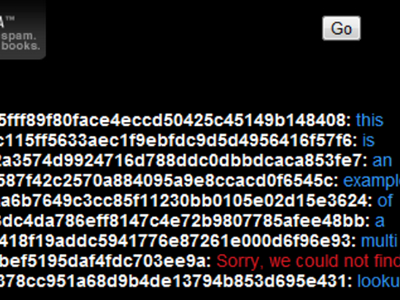 A™
spam.
books.
Go
5fff89f80face4eccd50425c45149b148408: this
c115ff5633aec1f9ebfdc9d5d4956416f57f6: is
2a3574d9924716d788ddc0dbbdcaca853fe7: an
587f42c2570a884095a9e8ccacd0f6545c: example
a6b7649c3cc85f11230bb0105e02d15e3624: of
3dc4da786eff8147c4e72b9807785afee48bb: a
418f19addc5941776e87261e000d6f96e93: multi
bef5195daf4fdc703ee9a: Sorry, we could not find
378cc951a68d9b4de13794b853d695e431: looku